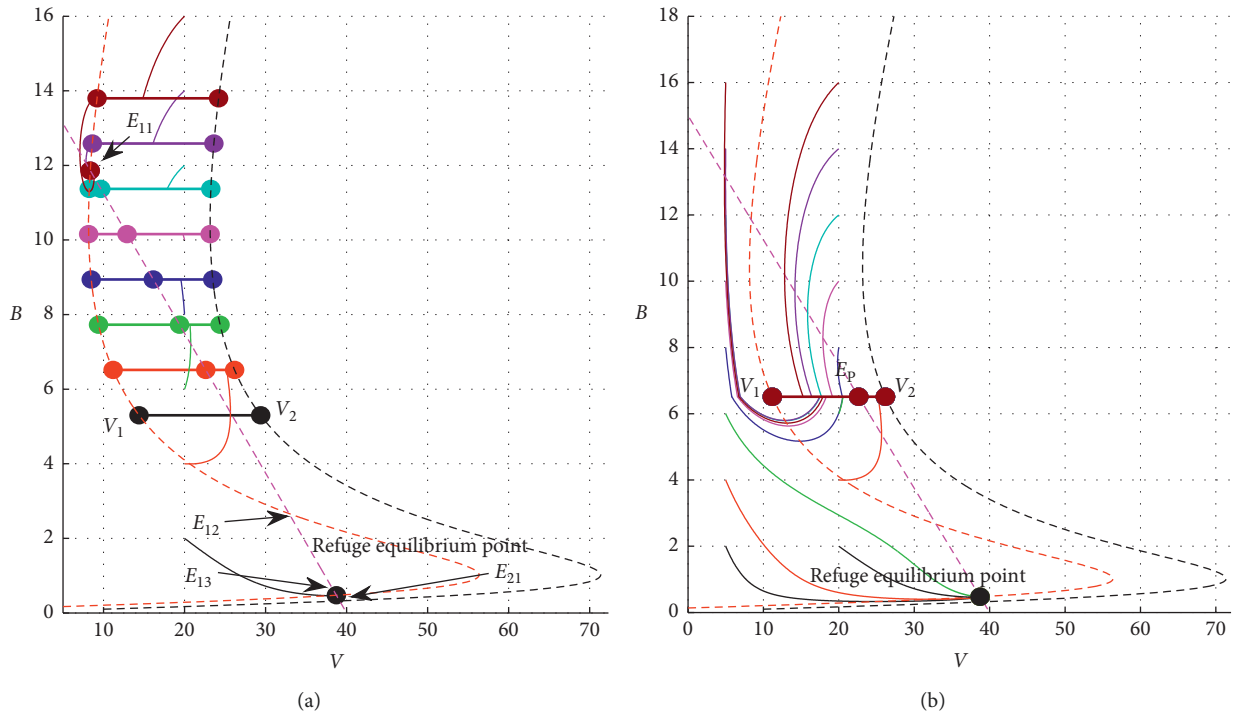 16
14
12
10
8
6
4
2
0
B
E11
V1
V2
E12
Refuge equilibrium point
E13
E21
10 20 30 40 50 60 70
V
(a)
18
16
14
12
10
8
6
4
2
0
B
V1
EP
V2
Refuge equilibrium point
0 10 20 30 40 50 60 70
V
(b)